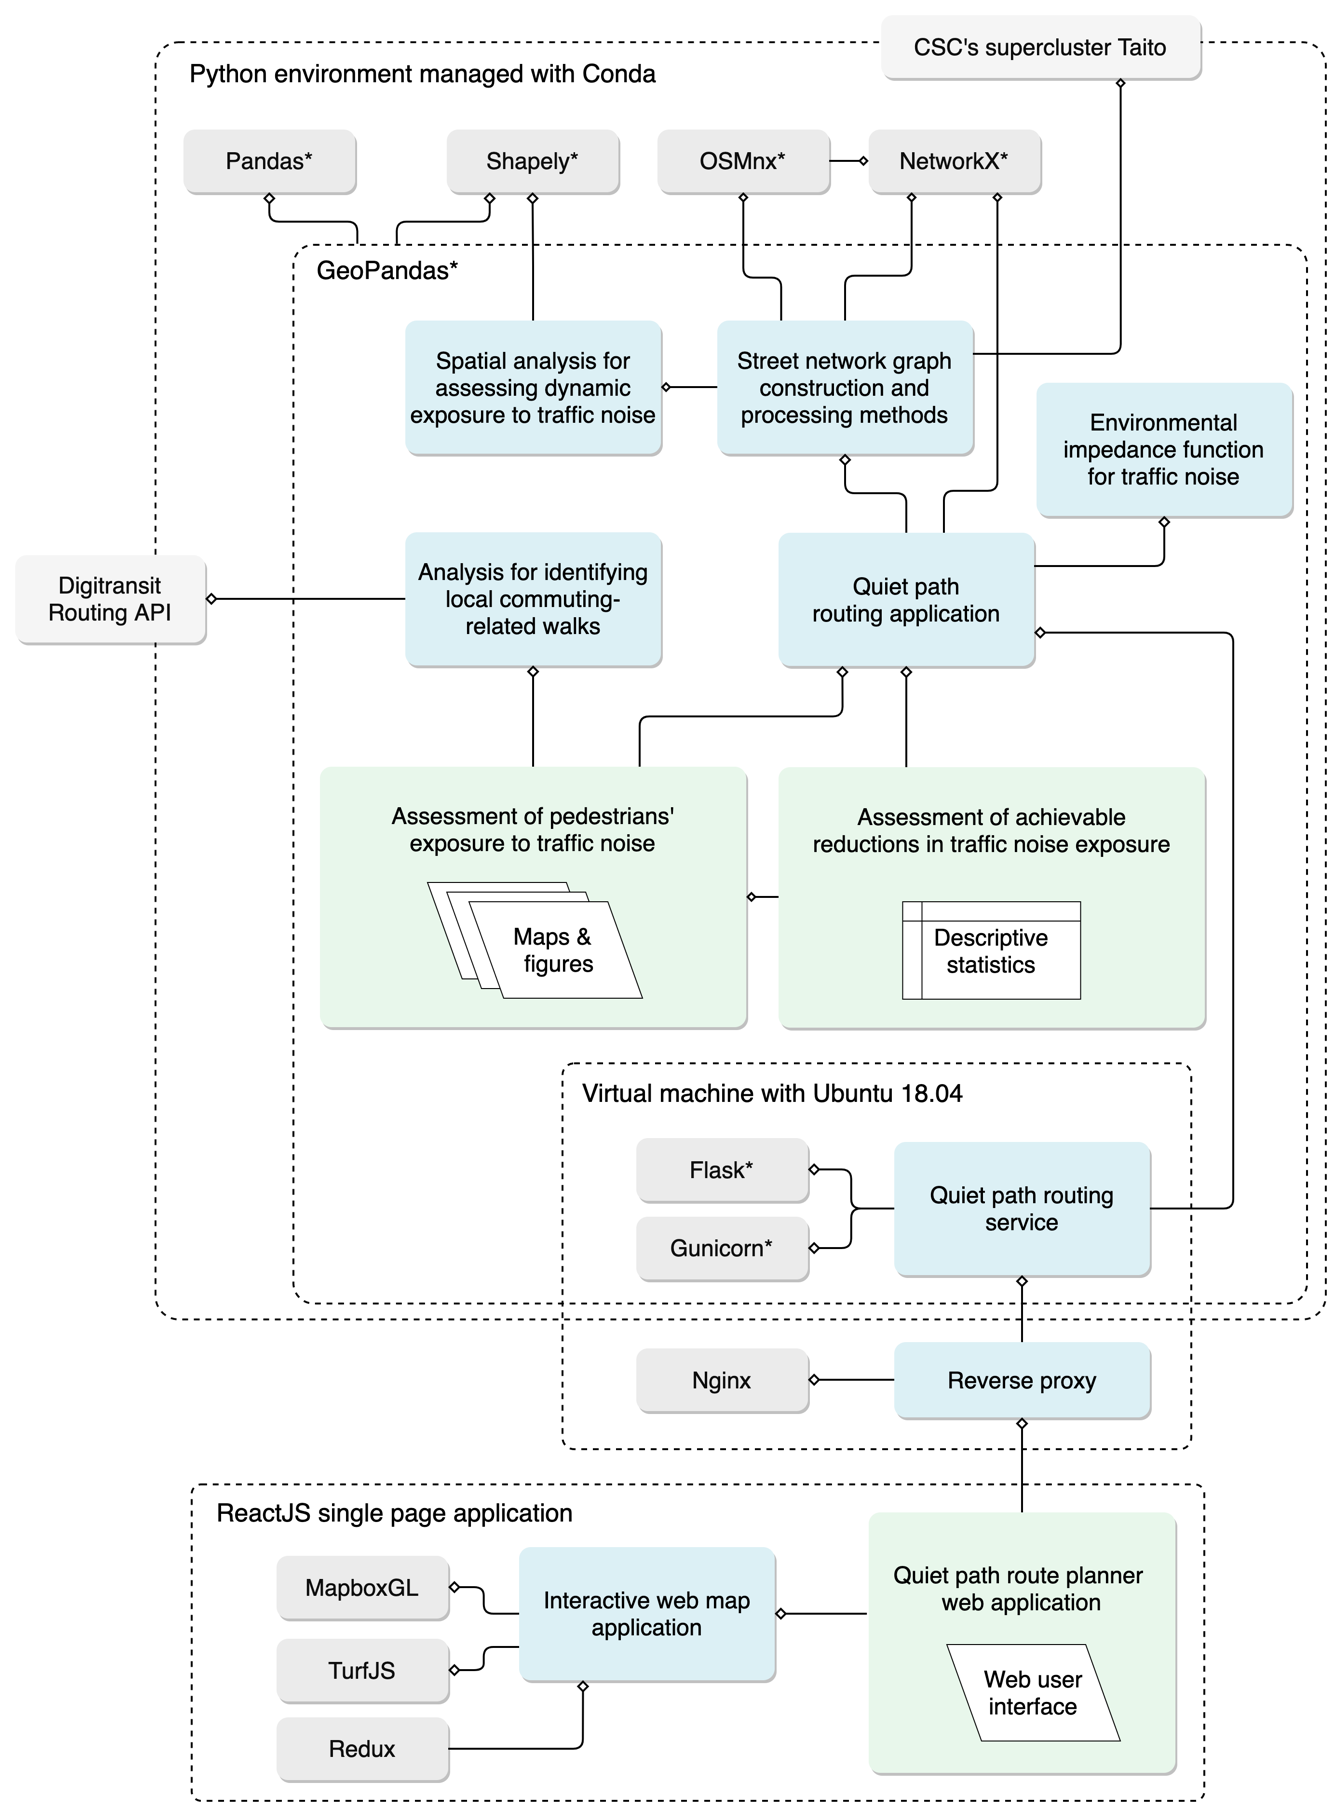 CSC's supercluster Taito
Python environment managed with Conda
Pandas*
Shapely*
OSMnx*
NetworkX*
GeoPandas*
Spatial analysis for
assessing dynamic
exposure to traffic noise
Street network graph
construction and
processing methods
Environmental
impedance function
for traffic noise
Digitransit
Routing API
Analysis for identifying
local commuting-
related walks
Quiet path
routing application
Assessment of pedestrians'
exposure to traffic noise
Maps &
figures
Assessment of achievable
reductions in traffic noise exposure
Descriptive
statistics
Virtual machine with Ubuntu 18.04
Flask*
Gunicorn*
Quiet path routing
service
Nginx
Reverse proxy
ReactJS single page application
MapboxGL
TurfJS
Redux
Interactive web map
application
Quiet path route planner
web application
Web user
interface